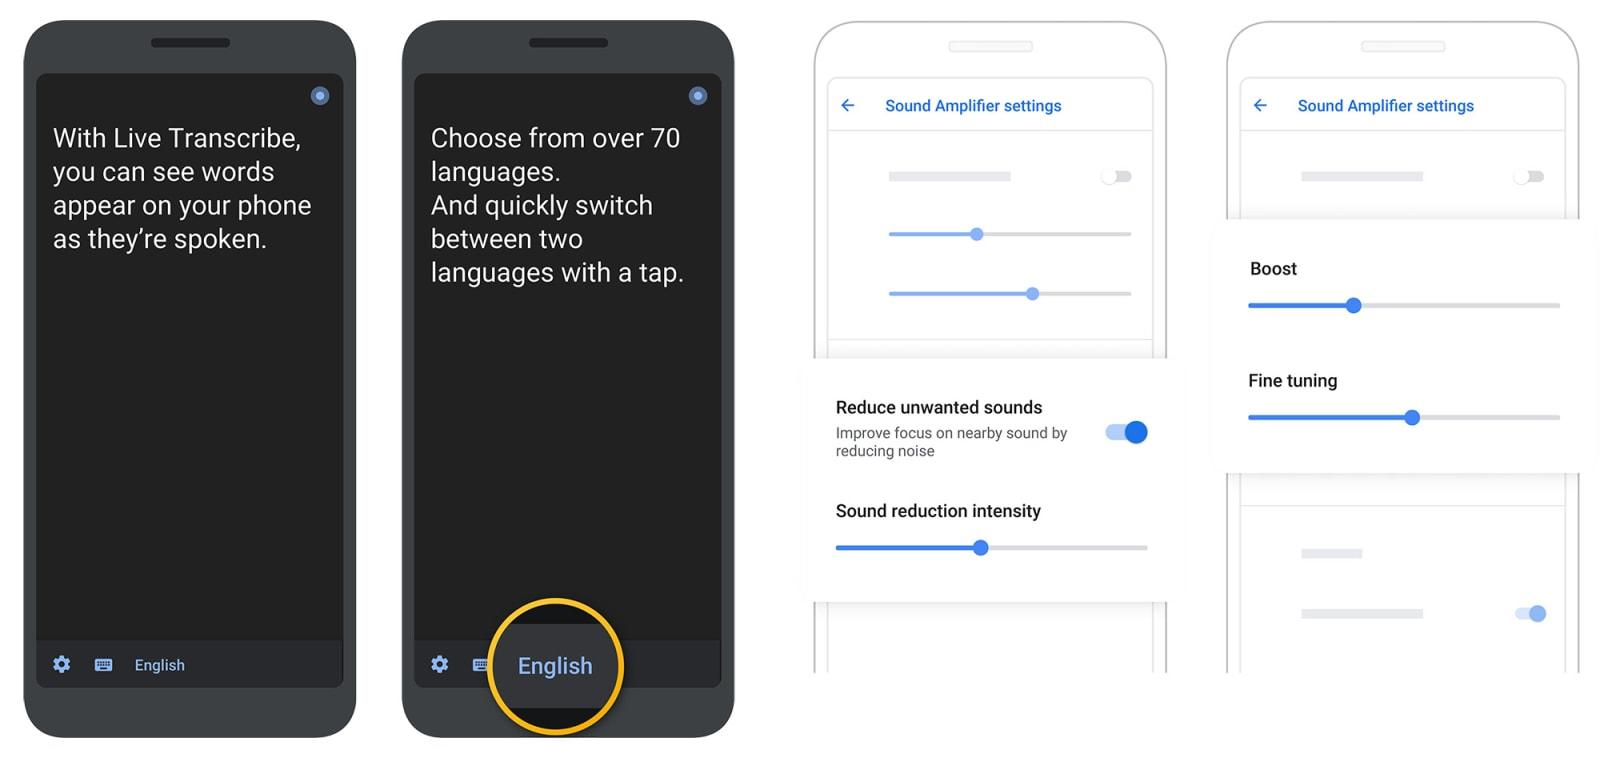 With Live Transcribe,
you can see words
appear on your phone
as they’re spoken.
English
Choose from over 70
languages.
And quickly switch
between two
languages with a tap.
English
Sound Amplifier settings
Reduce unwanted sounds
Improve focus on nearby sound by
reducing noise
Sound reduction intensity
Sound Amplifier settings
Boost
Fine tuning